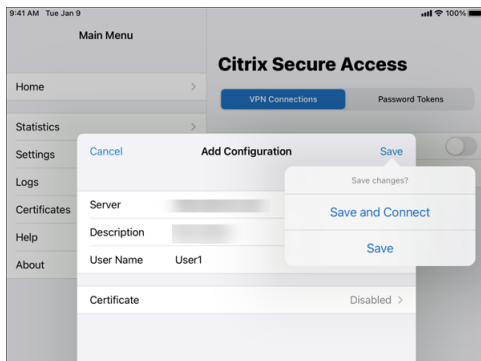 9:41 AM Tue Jan 9
100%
Main Menu
Citrix Secure Access
Home
VPN Connections
Password Tokens
Statistics
Settings
Logs
Certificates
Help
About
Cancel
Add Configuration
Save
Save changes?
Save and Connect
Save
Server
Description
User Name User1
Certificate Disabled